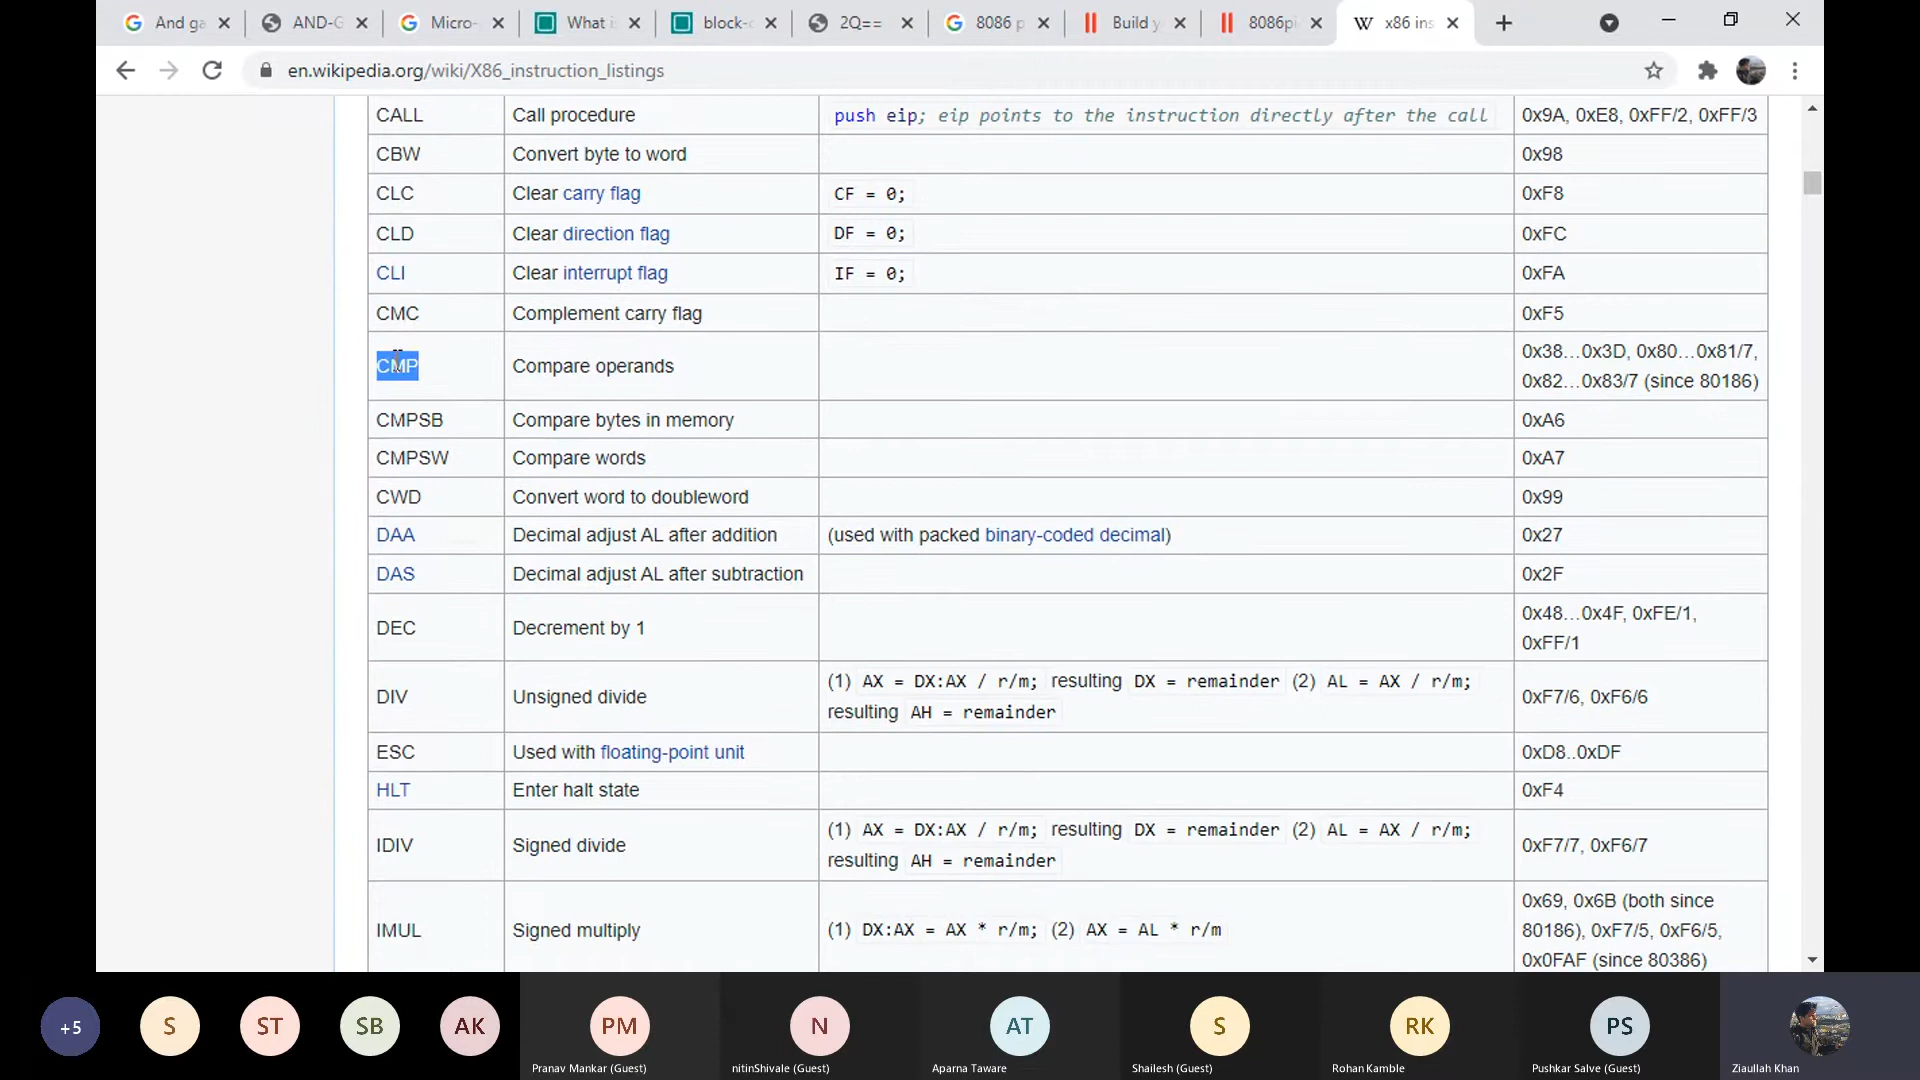 And ga
AND-G
Micro-
What i
block-
2Q==
8086 p
Build y
8086pi
W x86 ins
en.wikipedia.org/wiki/X86_instruction_listings
CALL Call procedure push eip; eip points to the instruction directly after the call 0x9A, 0xE8, 0xFF/2, 0xFF/3
CBW Convert byte to word 0x98
CLC Clear carry flag CF = 0; 0xF8
CLD Clear direction flag DF = 0; 0xFC
CLI Clear interrupt flag IF = 0; 0xFA
CMC Complement carry flag 0xF5
CMP Compare operands 0x38…0x3D, 0x80…0x81/7,
0x82…0x83/7 (since 80186)
CMPSB Compare bytes in memory 0xA6
CMPSW Compare words 0xA7
CWD Convert word to doubleword 0x99
DAA Decimal adjust AL after addition (used with packed binary-coded decimal) 0x27
DAS Decimal adjust AL after subtraction 0x2F
DEC Decrement by 1 0x48…0x4F, 0xFE/1,
0xFF/1
DIV Unsigned divide (1) AX = DX:AX / r/m; resulting DX = remainder (2) AL = AX / r/m;
resulting AH = remainder 0xF7/6, 0xF6/6
ESC Used with floating-point unit 0xD8..0xDF
HLT Enter halt state 0xF4
IDIV Signed divide (1) AX = DX:AX / r/m; resulting DX = remainder (2) AL = AX / r/m;
resulting AH = remainder 0xF7/7, 0xF6/7
IMUL Signed multiply (1) DX:AX = AX * r/m; (2) AX = AL * r/m 0x69, 0x6B (both since
80186), 0xF7/5, 0xF6/5,
0x0FAF (since 80386)
+5 S ST SB AK PM N AT S RK PS
Pranav Mankar (Guest) nitinShivale (Guest) Aparna Taware Shailesh (Guest) Rohan Kamble Pushkar Salve (Guest) Ziaullah Khan